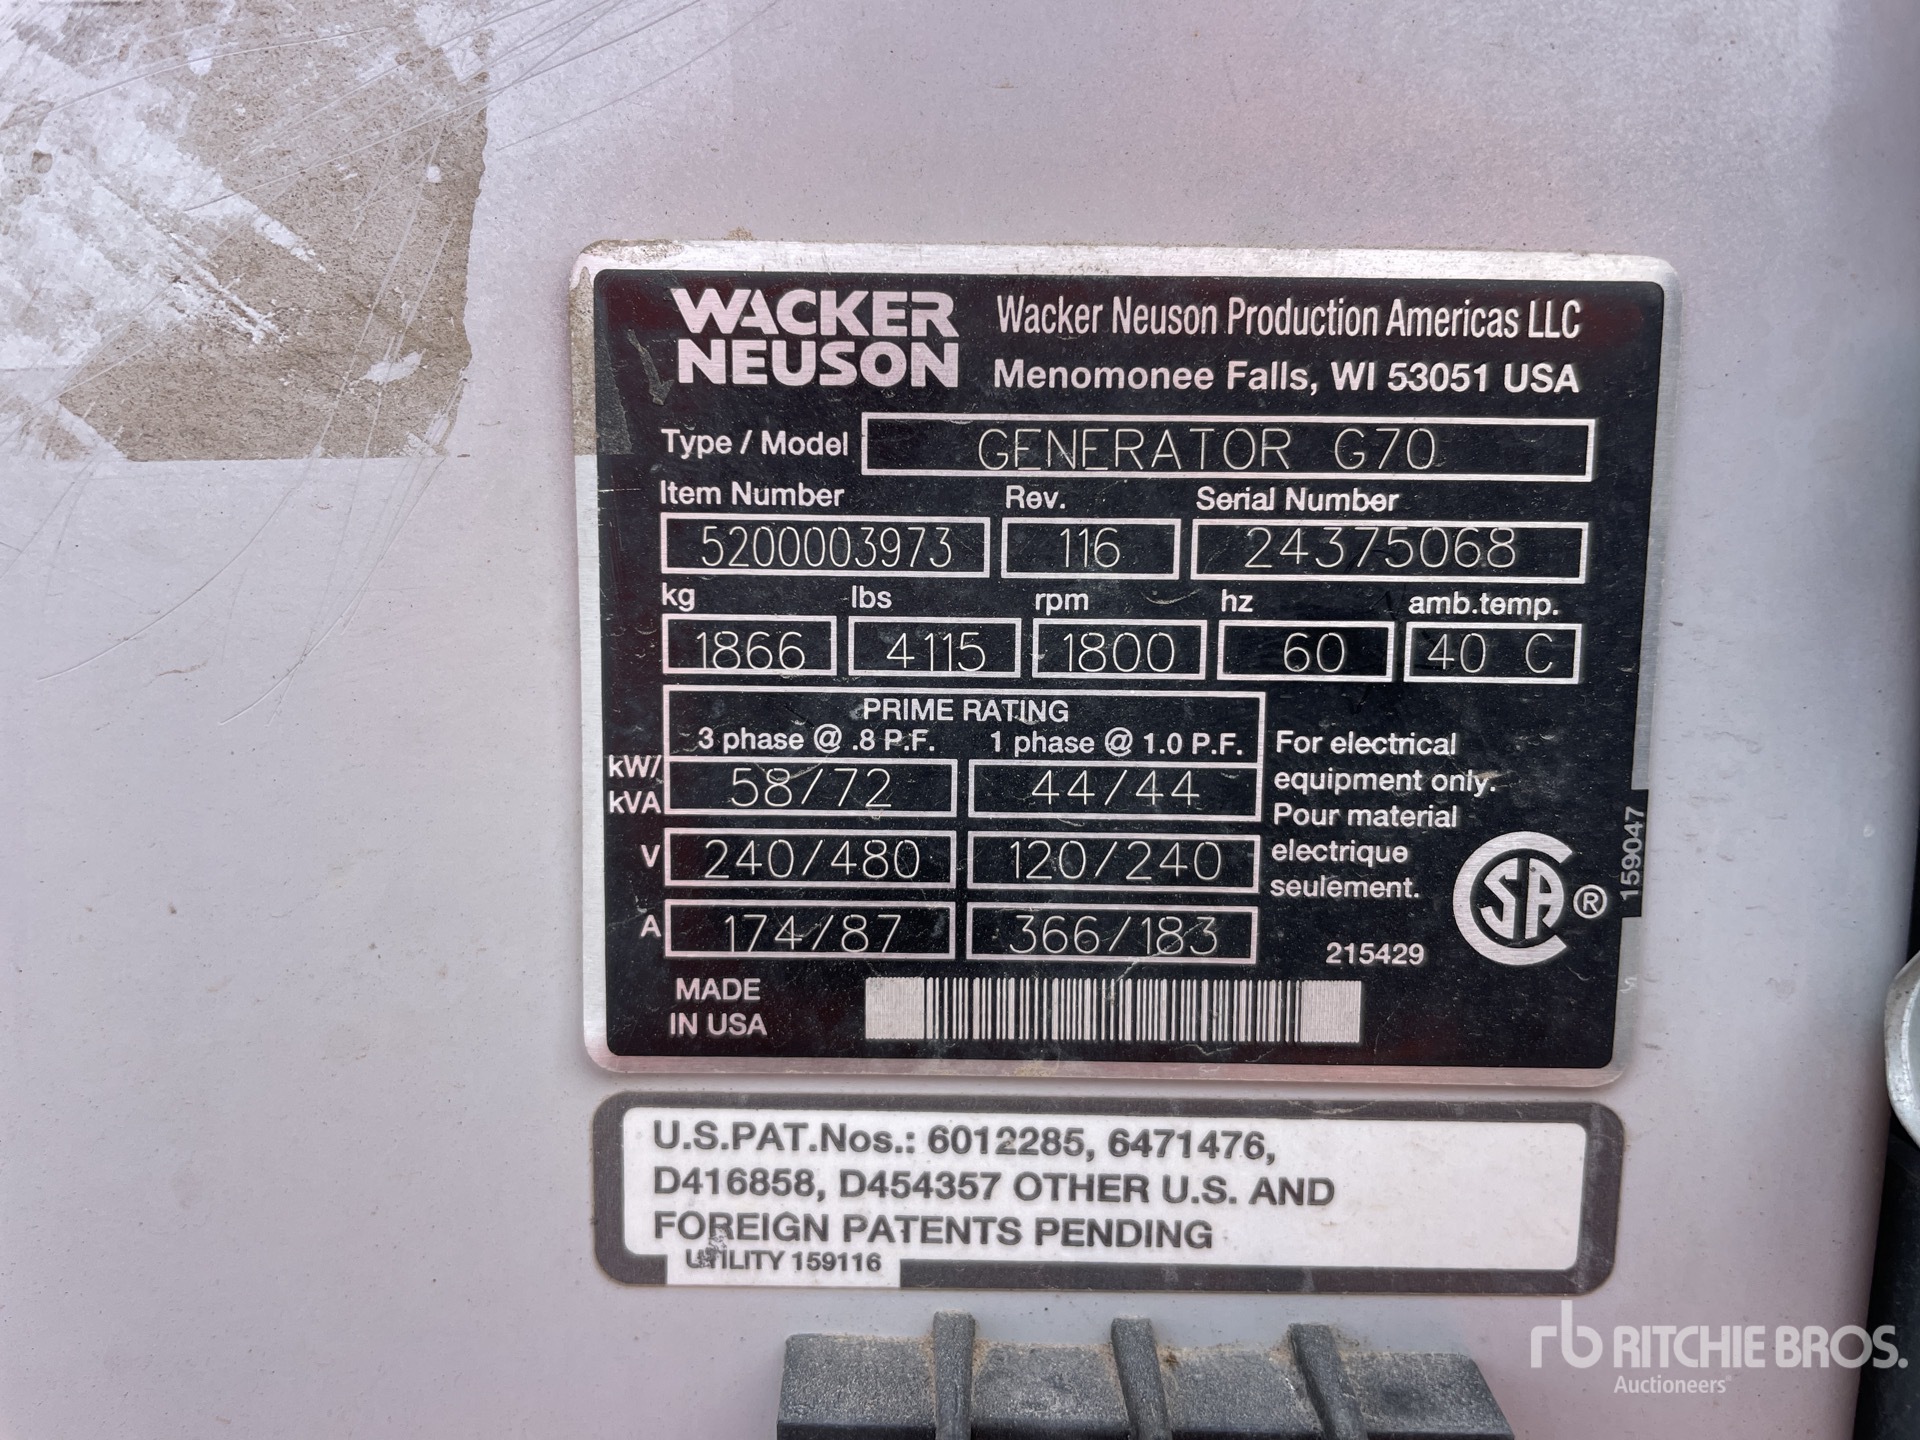 WACKER
NEUSON
Wacker Neuson Production Americas LLC
Menomonee Falls, WI 53051 USA
Type / Model GENERATOR G70
Item Number Rev. Serial Number
5200003973 116 24375068
kg lbs rpm hz amb.temp.
1866 4115 1800 60 40 C
PRIME RATING
3 phase @ .8 P.F. 1 phase @ 1.0 P.F.
kW/
kVA 58/72 44/44
V 240/480 120/240
A 174/87 366/183
For electrical
equipment only.
Pour material
electrique
seulement.
SA ®
159047
215429
MADE
IN USA
U.S.PAT.Nos.: 6012285, 6471476,
D416858, D454357 OTHER U.S. AND
FOREIGN PATENTS PENDING
UTILITY 159116
rb RITCHIE BROS.
Auctioneers